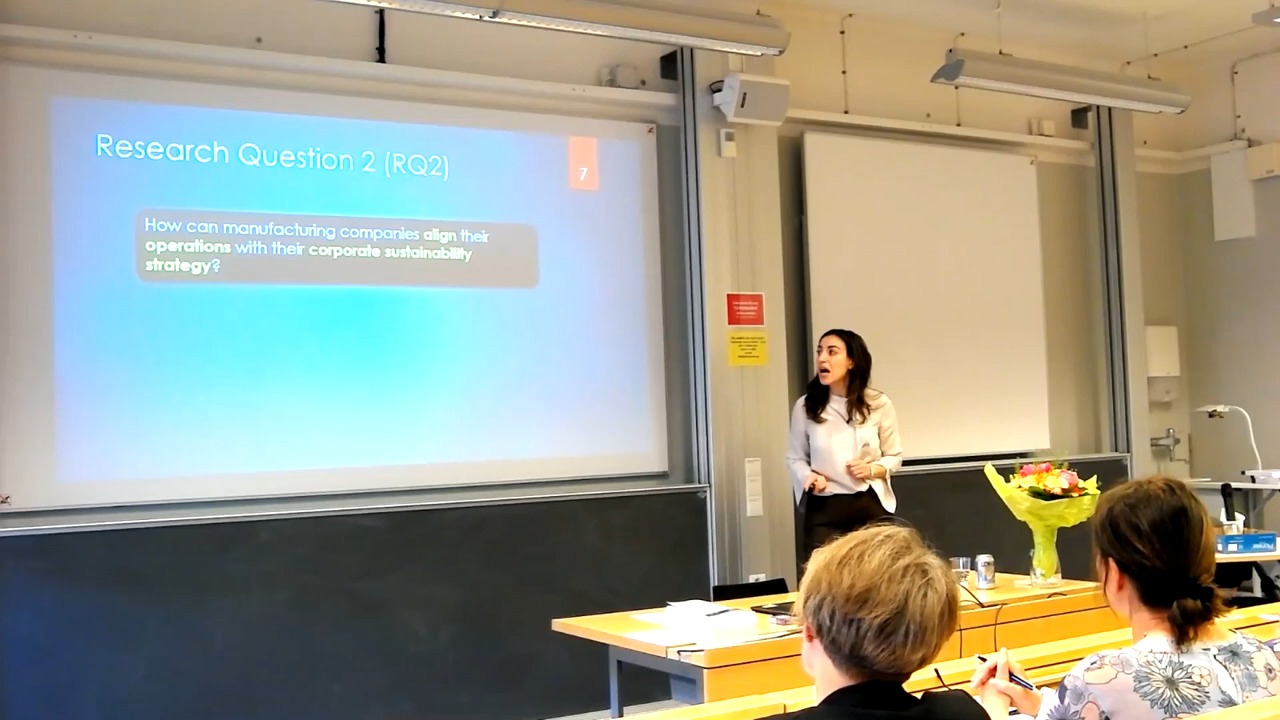 Research Question 2 (RQ2)
7
How can manufacturing companies align their
operations with their corporate sustainability
strategy?